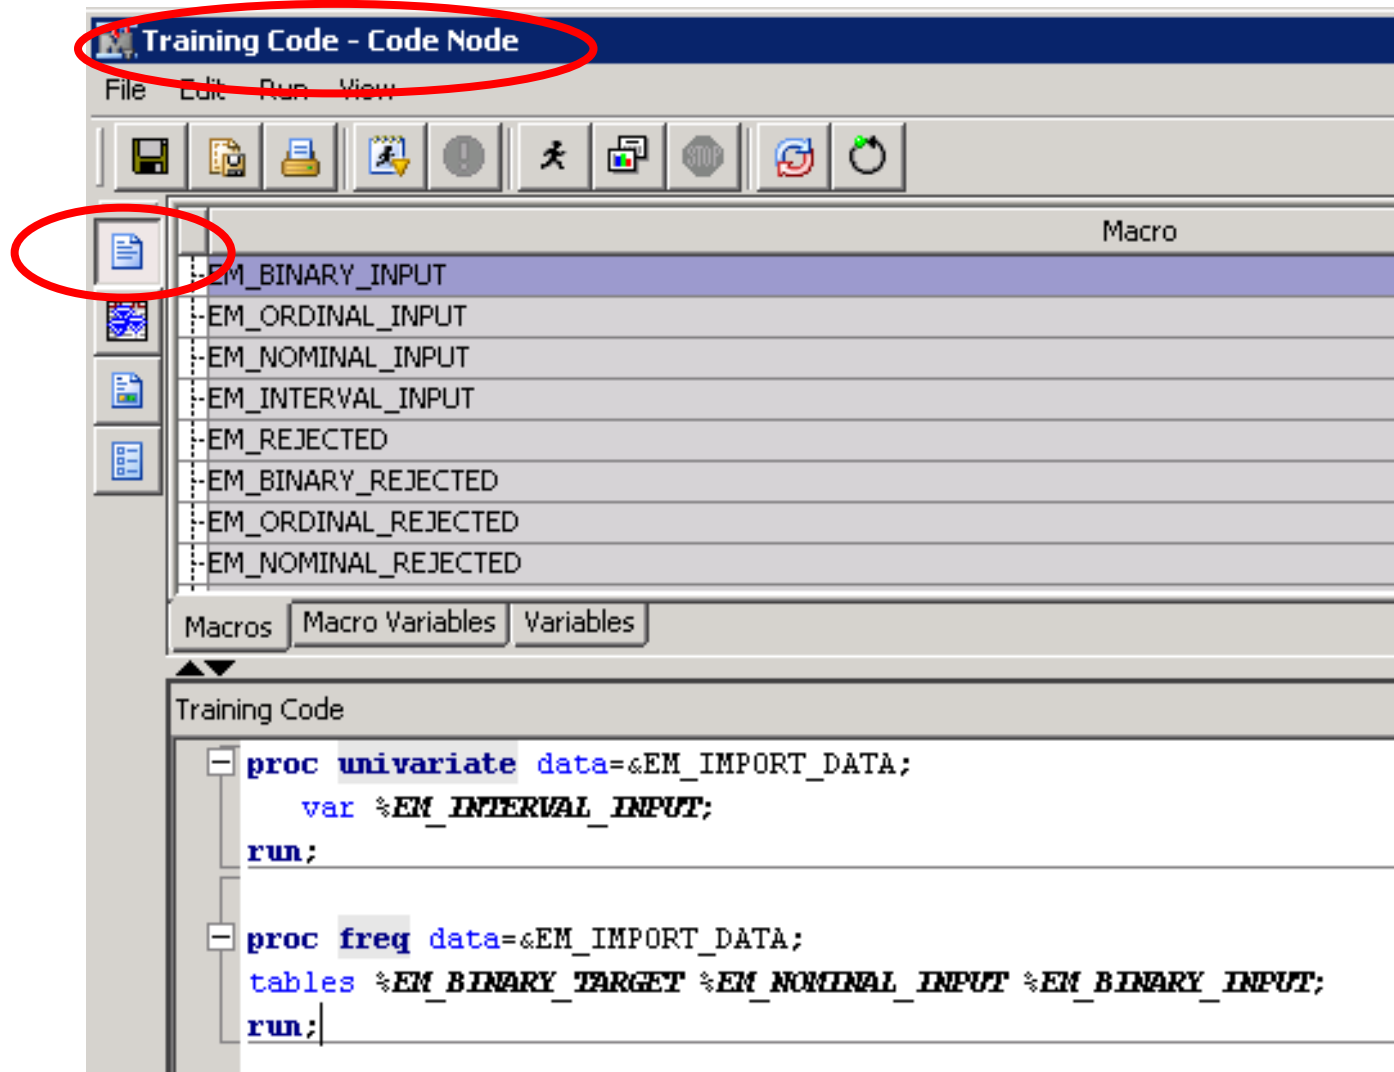 Training Code - Code Node
File Edit Run View
STOP
Macro
EM_BINARY_INPUT
EM_ORDINAL_INPUT
EM_NOMINAL_INPUT
EM_INTERVAL_INPUT
EM_REJECTED
EM_BINARY_REJECTED
EM_ORDINAL_REJECTED
EM_NOMINAL_REJECTED
Macros Macro Variables Variables
Training Code
proc univariate data=&EM_IMPORT_DATA;
var %EM_INTERVAL_INPUT;
run;
proc freq data=&EM_IMPORT_DATA;
tables %EM_BINARY_TARGET %EM_NOMINAL_INPUT %EM_BINARY_INPUT;
run;